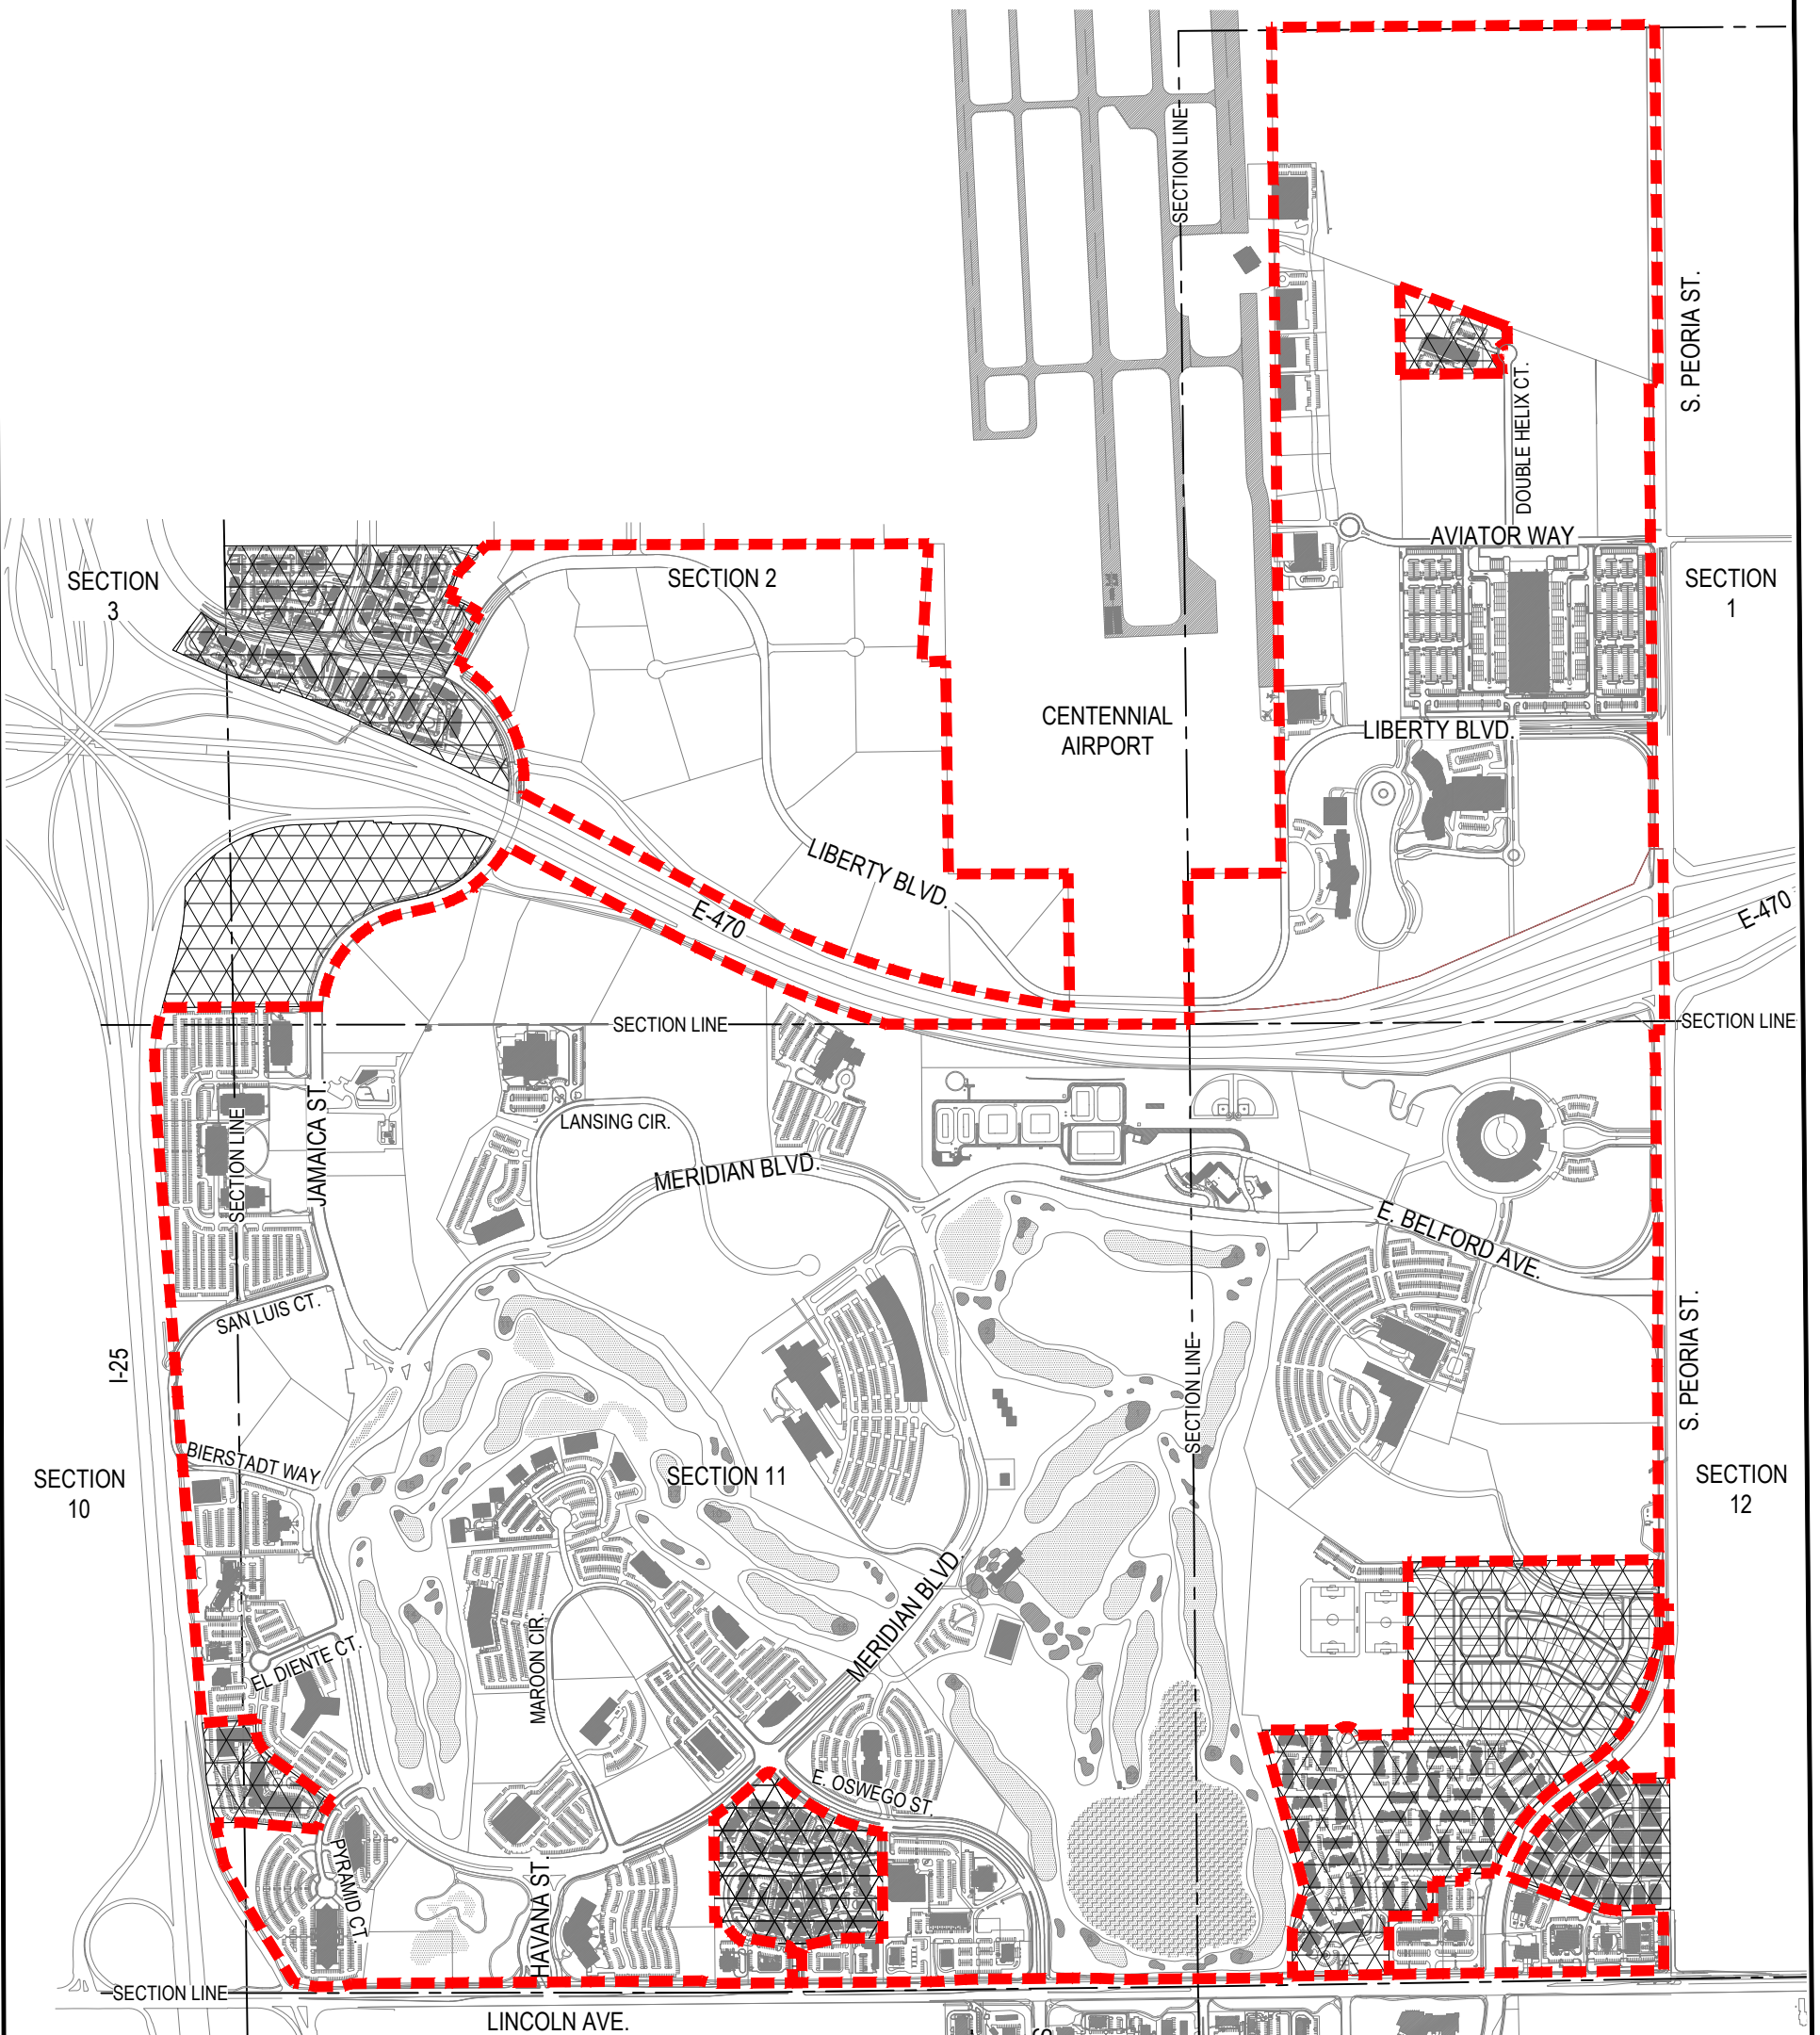 SECTION LINE
S. PEORIA ST.
DOUBLE HELIX CT.
AVIATOR WAY
SECTION
3
SECTION 2
SECTION
1
CENTENNIAL
AIRPORT
LIBERTY BLVD.
LIBERTY BLVD.
E-470
E-470
SECTION LINE
SECTION LINE
SECTION LINE
JAMAICA ST.
LANSING CIR.
MERIDIAN BLVD.
E. BELFORD AVE.
SAN LUIS CT.
I-25
S. PEORIA ST.
SECTION LINE
BIERSTADT WAY
SECTION
10
SECTION 11
SECTION
12
MERIDIAN BLVD
MAROON CIR.
EL DIENTE CT.
E. OSWEGO ST.
PYRAMID CT.
HAVANA ST.
SECTION LINE
LINCOLN AVE.